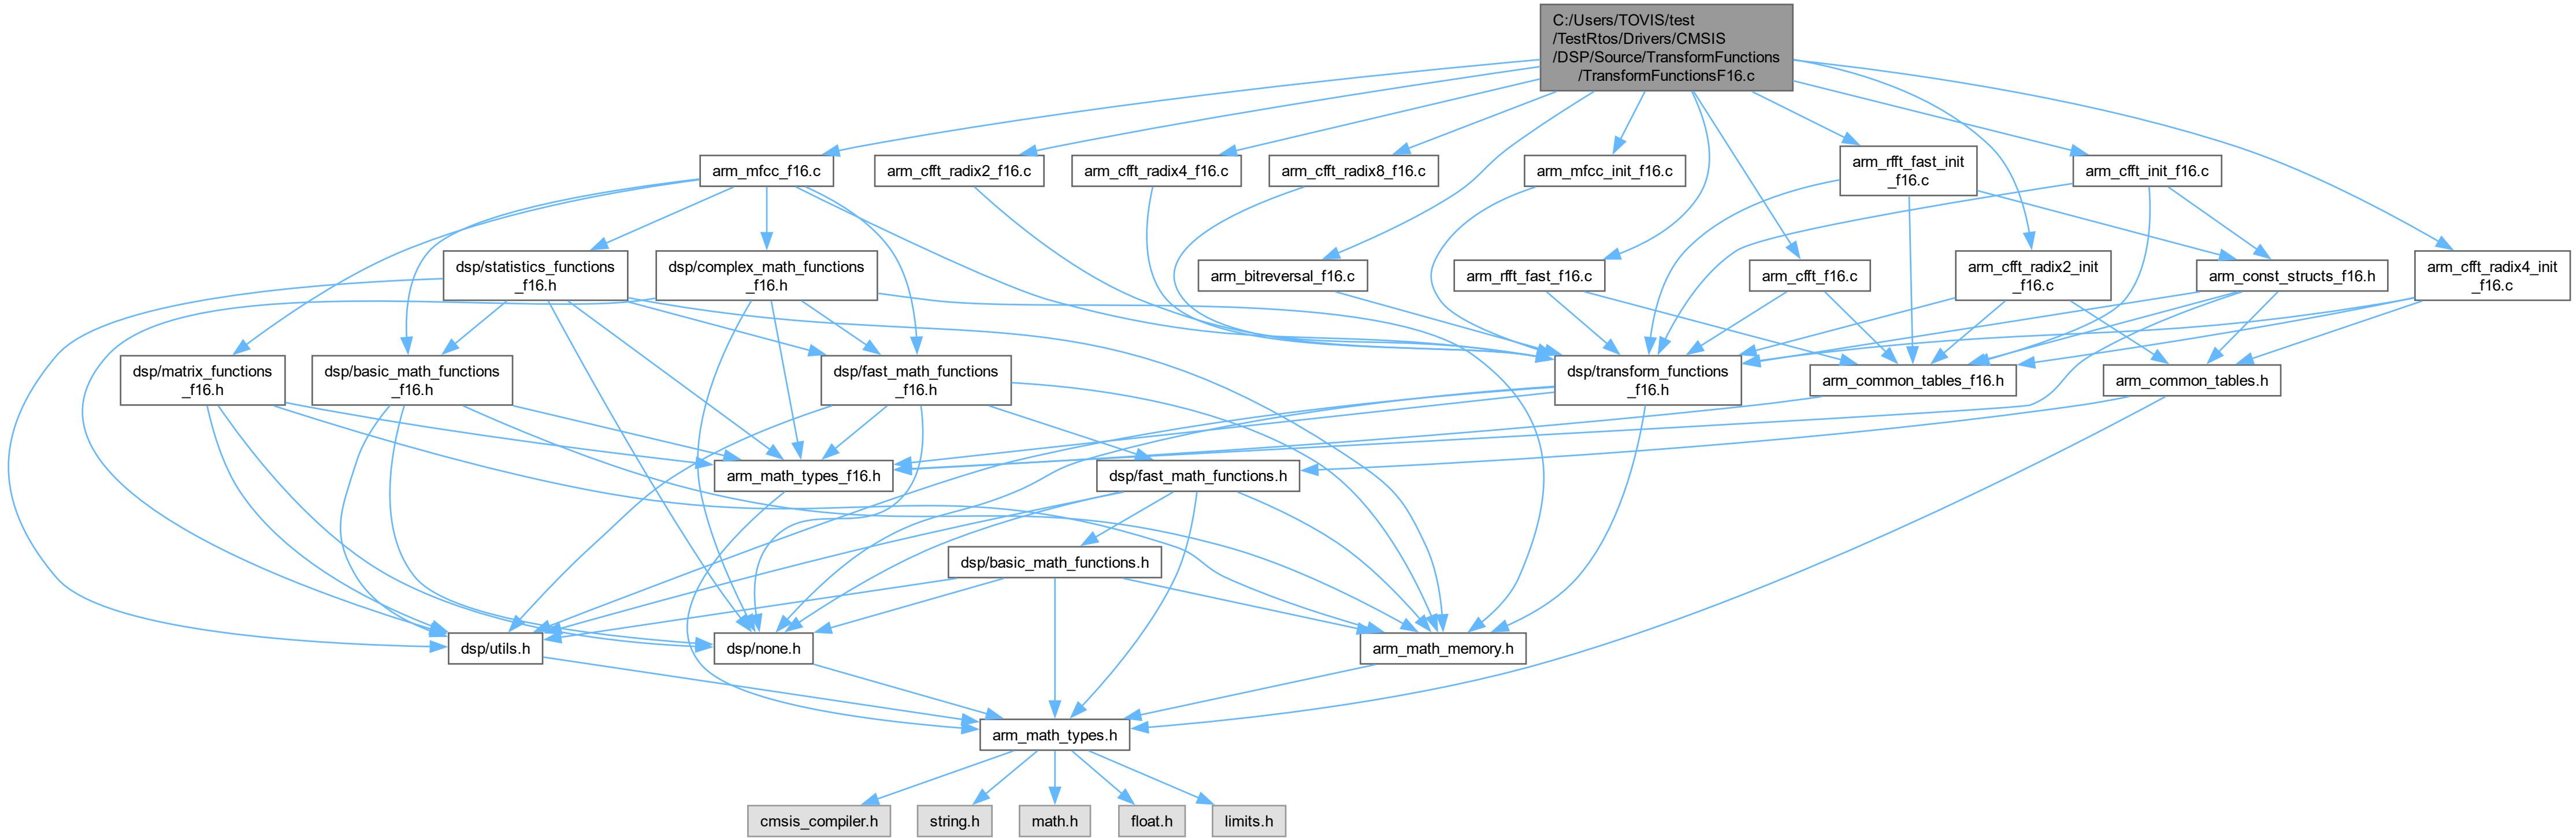 C:/Users/TOVIS/test
/TestRtos/Drivers/CMSIS
/DSP/Source/TransformFunctions
/TransformFunctionsF16.c
arm_mfcc_f16.c
arm_cfft_radix2_f16.c
arm_cfft_radix4_f16.c
arm_cfft_radix8_f16.c
arm_mfcc_init_f16.c
arm_rfft_fast_init
_f16.c
arm_cfft_init_f16.c
dsp/statistics_functions
_f16.h
dsp/complex_math_functions
_f16.h
arm_bitreversal_f16.c
arm_rfft_fast_f16.c
arm_cfft_f16.c
arm_cfft_radix2_init
_f16.c
arm_const_structs_f16.h
arm_cfft_radix4_init
_f16.c
dsp/matrix_functions
_f16.h
dsp/basic_math_functions
_f16.h
dsp/fast_math_functions
_f16.h
dsp/transform_functions
_f16.h
arm_common_tables_f16.h
arm_common_tables.h
arm_math_types_f16.h
dsp/fast_math_functions.h
dsp/basic_math_functions.h
dsp/utils.h
dsp/none.h
arm_math_memory.h
arm_math_types.h
cmsis_compiler.h
string.h
math.h
float.h
limits.h